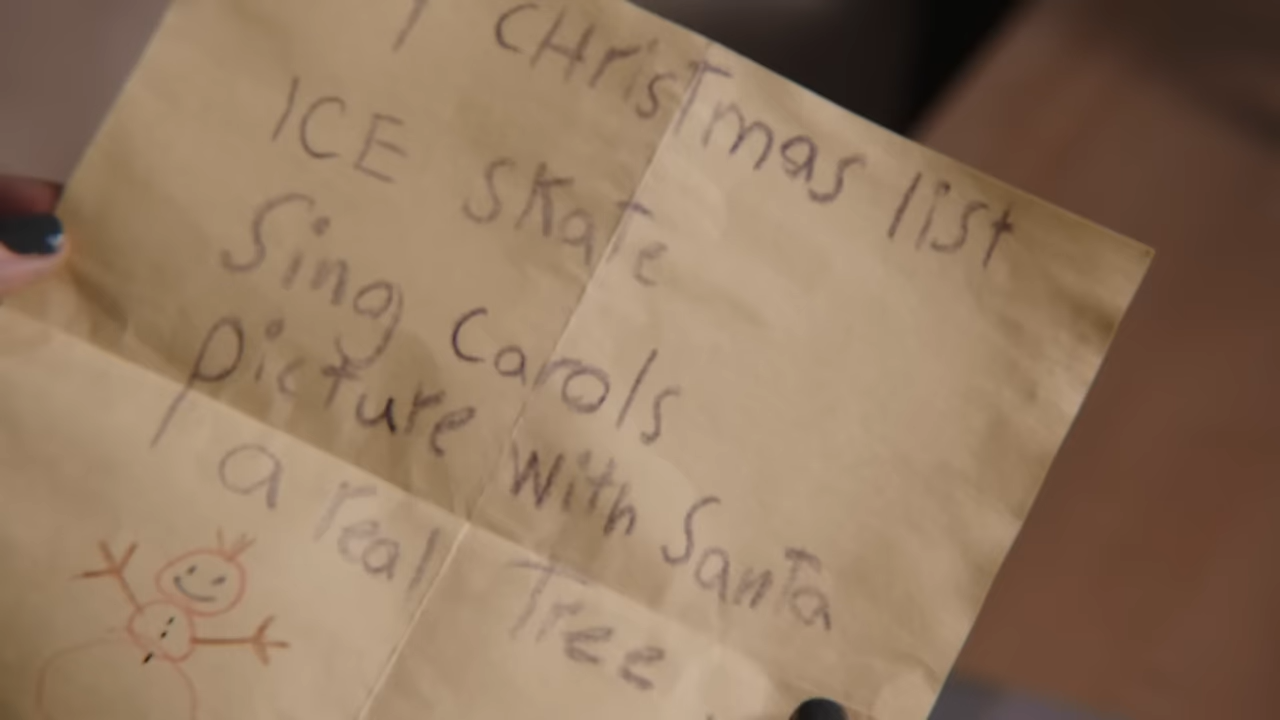 y CHrisTmas list
ICE SKaTe
Sing Carols
picTure with Santa
a real Tree